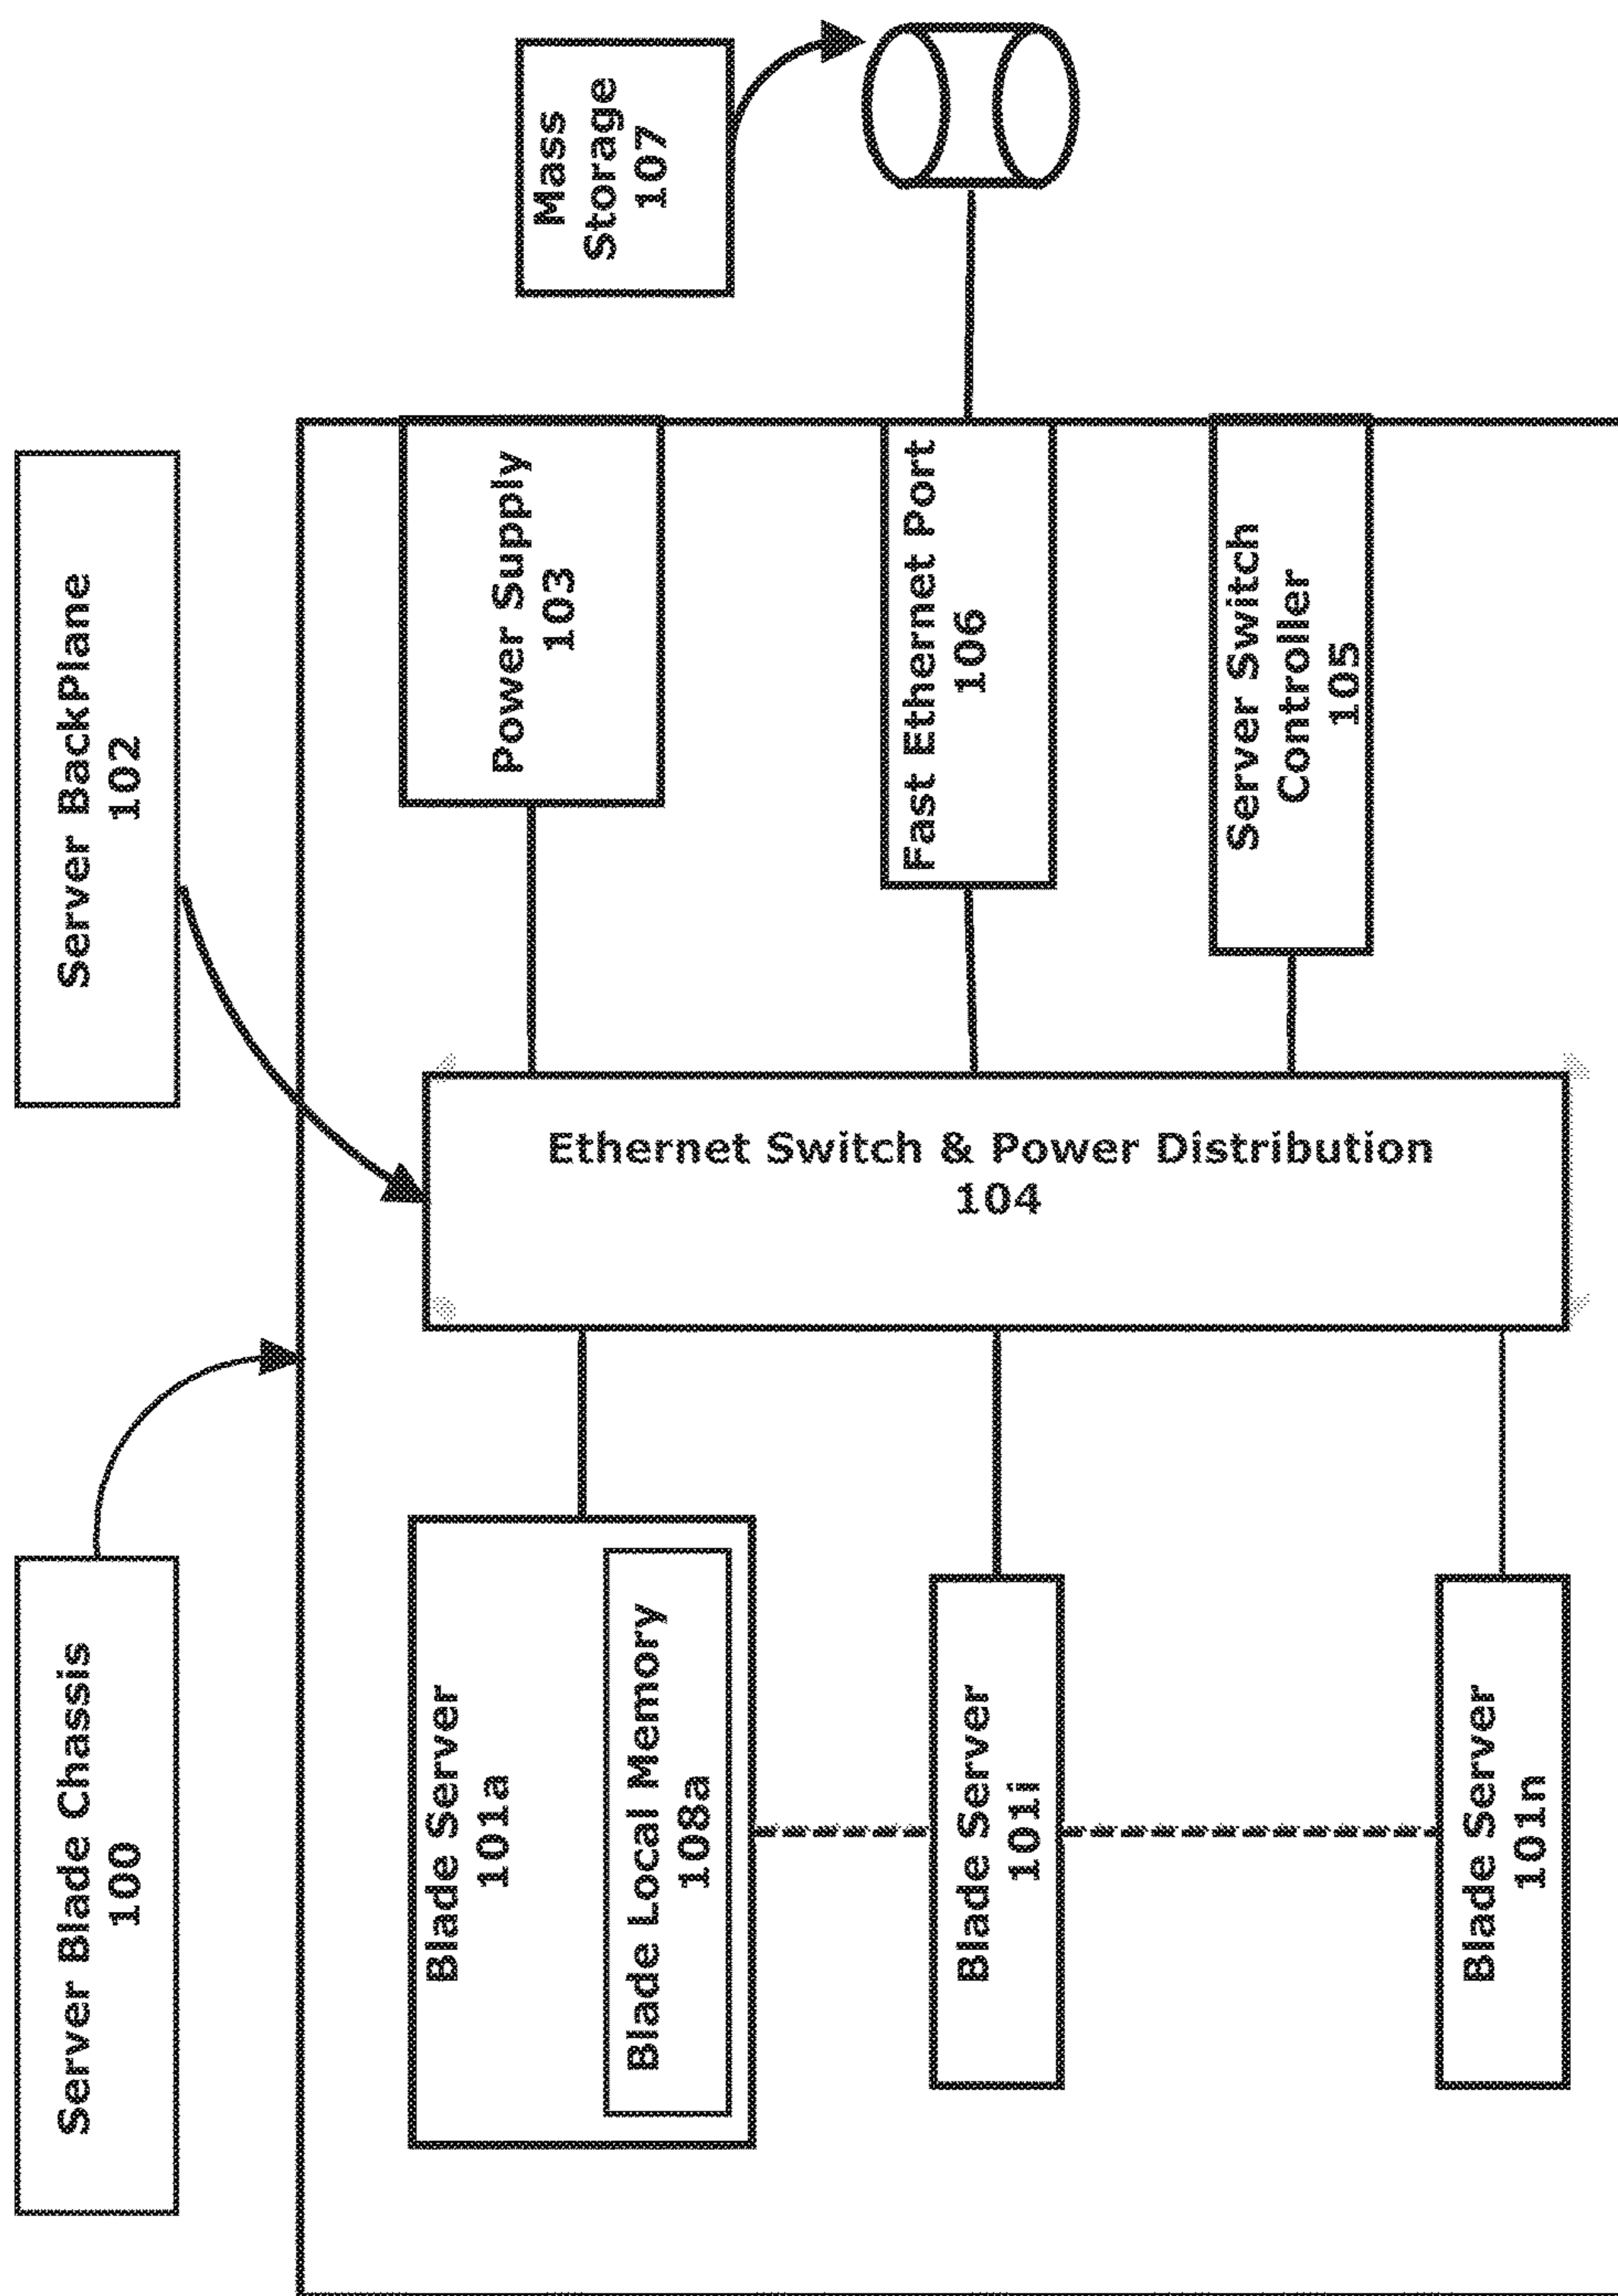 Server Blade Chassis
100
Server BackPlane
102
Mass
Storage
107
Blade Server
101a
Blade Local Memory
108a
Power Supply
103
Ethernet Switch & Power Distribution
104
Blade Server
101i
Fast Ethernet Port
106
Server Switch
Controller
105
Blade Server
101n